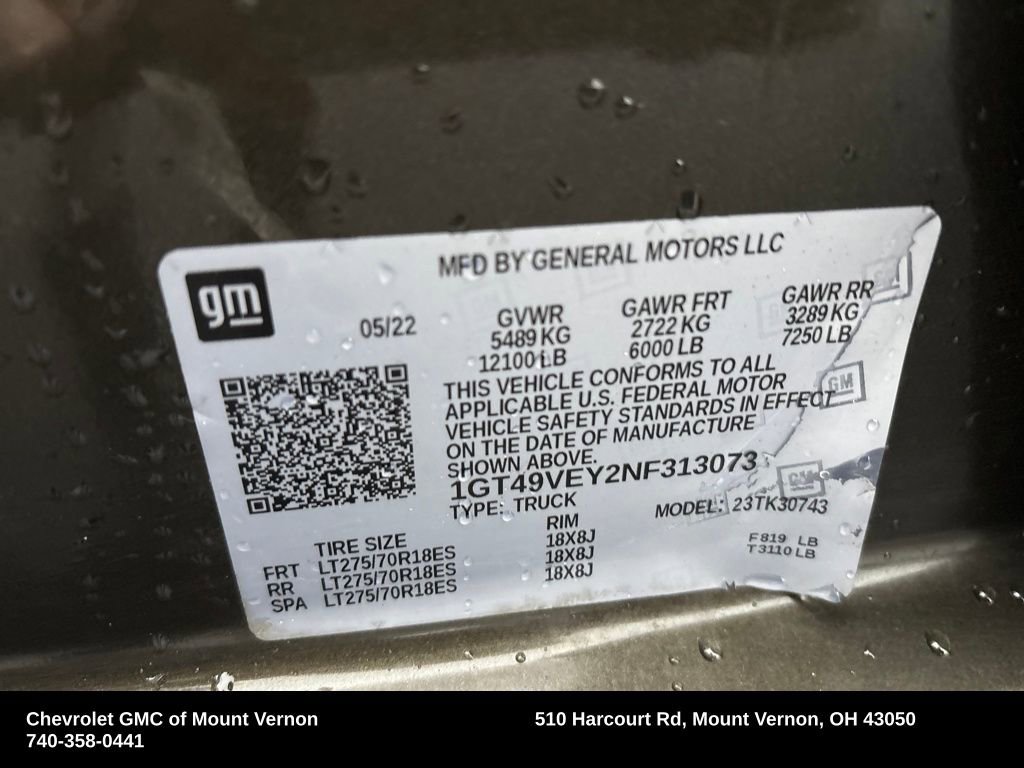 MFD BY GENERAL MOTORS LLC
gm
05/22
GVWR
5489 KG
12100 LB
GAWR FRT
2722 KG
6000 LB
GAWR RR
3289 KG
7250 LB
THIS VEHICLE CONFORMS TO ALL
APPLICABLE U.S. FEDERAL MOTOR
VEHICLE SAFETY STANDARDS IN EFFECT
ON THE DATE OF MANUFACTURE
SHOWN ABOVE.
GM
1GT49VEY2NF313073
TYPE: TRUCK
MODEL: 23TK30743
GM
TIRE SIZE RIM
FRT LT275/70R18ES 18X8J
RR LT275/70R18ES 18X8J
SPA LT275/70R18ES 18X8J
F 819 LB
T 3110 LB
Chevrolet GMC of Mount Vernon
740-358-0441
510 Harcourt Rd, Mount Vernon, OH 43050